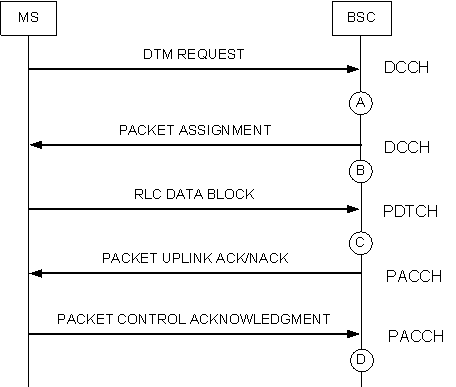 MS
BSC
DTM REQUEST
DCCH
A
PACKET ASSIGNMENT
DCCH
B
RLC DATA BLOCK
PDTCH
C
PACKET UPLINK ACK/NACK
PACCH
PACKET CONTROL ACKNOWLEDGMENT
PACCH
D